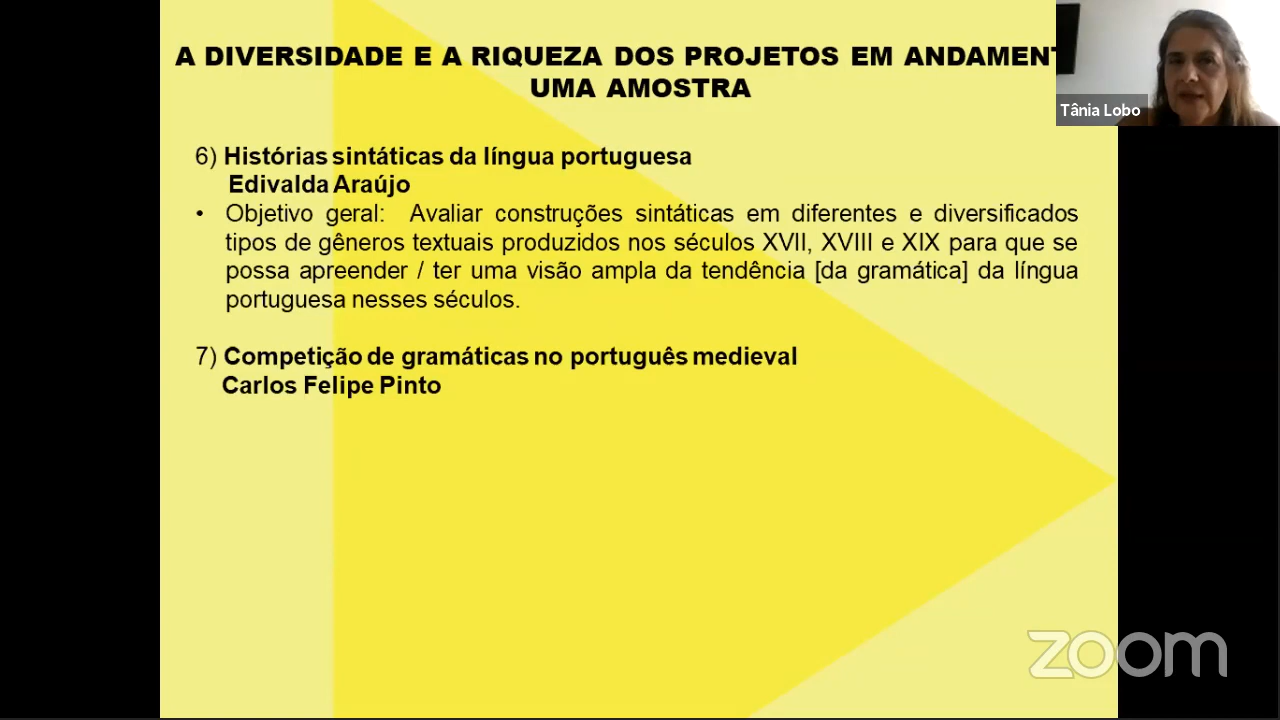 A DIVERSIDADE E A RIQUEZA DOS PROJETOS EM ANDAMENT
UMA AMOSTRA
Tânia Lobo
6) Histórias sintáticas da língua portuguesa
Edivalda Araújo
• Objetivo geral: Avaliar construções sintáticas em diferentes e diversificados
tipos de gêneros textuais produzidos nos séculos XVII, XVIII e XIX para que se
possa apreender / ter uma visão ampla da tendência [da gramática] da língua
portuguesa nesses séculos.
7) Competição de gramáticas no português medieval
Carlos Felipe Pinto
zoom